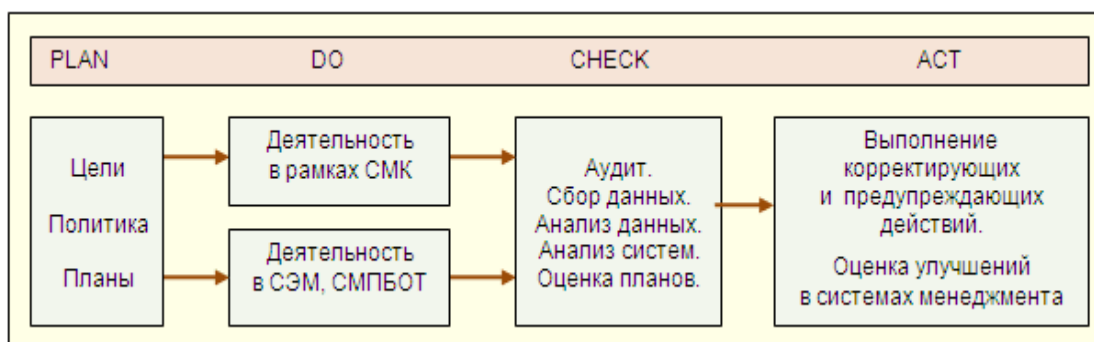 PLAN DO CHECK ACT
Цели
Политика
Планы
Деятельность
в рамках СМК
Деятельность
в СЭМ, СМПБОТ
Аудит.
Сбор данных.
Анализ данных.
Анализ систем.
Оценка планов.
Выполнение
корректирующих
и предупреждающих
действий.
Оценка улучшений
в системах менеджмента